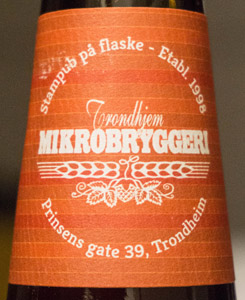 Stampub på flaske - Etabl. 1998
Trondhjem
MIKROBRYGGERI
Prinsens gate 39, Trondheim